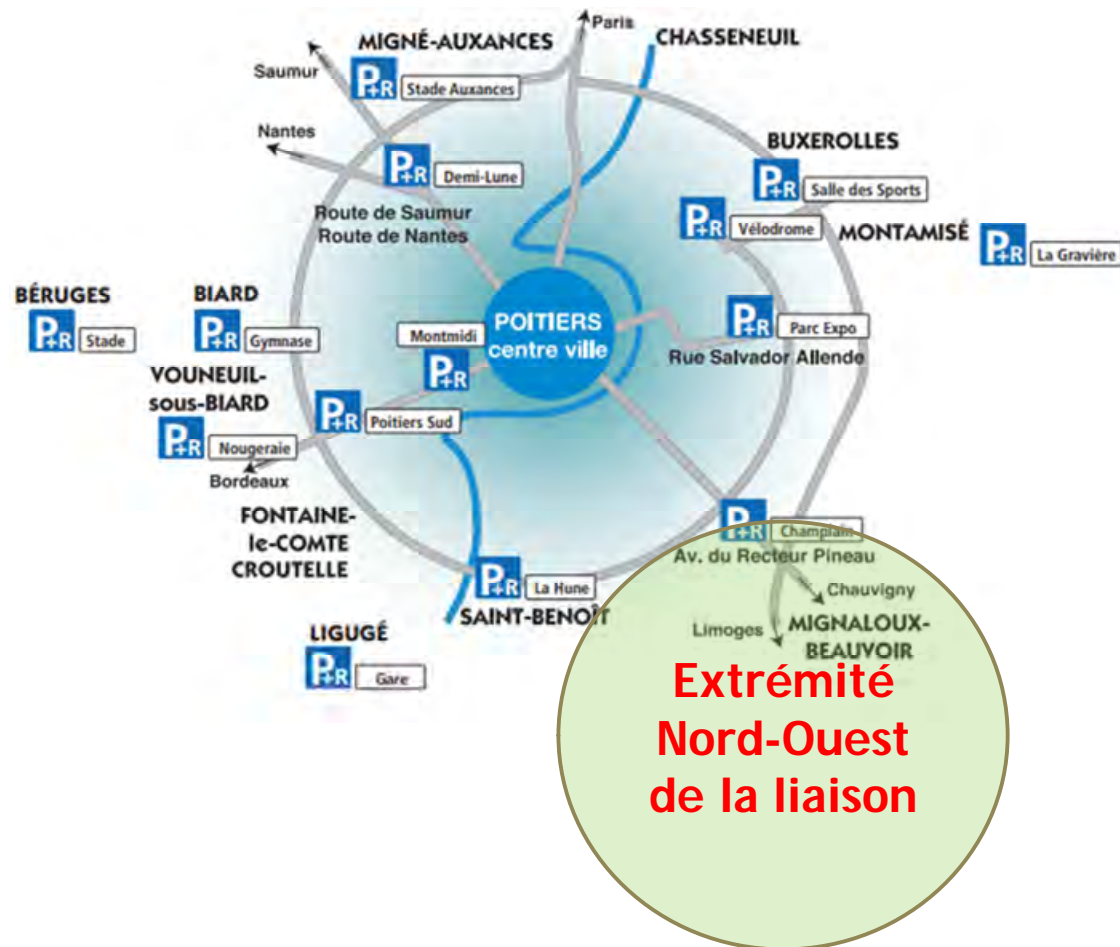 Paris
MIGNÉ-AUXANCES
CHASSENEUIL
Saumur
P+R Stade Auxances
Nantes
BUXEROLLES
P+R Demi-Lune
P+R Salle des Sports
Route de Saumur
Route de Nantes
P+R Vélodrome
MONTAMISÉ
P+R La Gravière
BÉRUGES
BIARD
P+R Stade
P+R Gymnase
Montmidi
P+R
POITIERS
centre ville
P+R Parc Expo
Rue Salvador Allende
VOUNEUIL-
sous-BIARD
P+R Poitiers Sud
P+R Nougeraie
Bordeaux
FONTAINE-
le-COMTE
CROUTELLE
P+R Champlain
Av. du Recteur Pineau
P+R La Hune
SAINT-BENOÎT
Chauvigny
Limoges
MIGNALOUX-
BEAUVOIR
LIGUGÉ
P+R Gare
Extrémité
Nord-Ouest
de la liaison